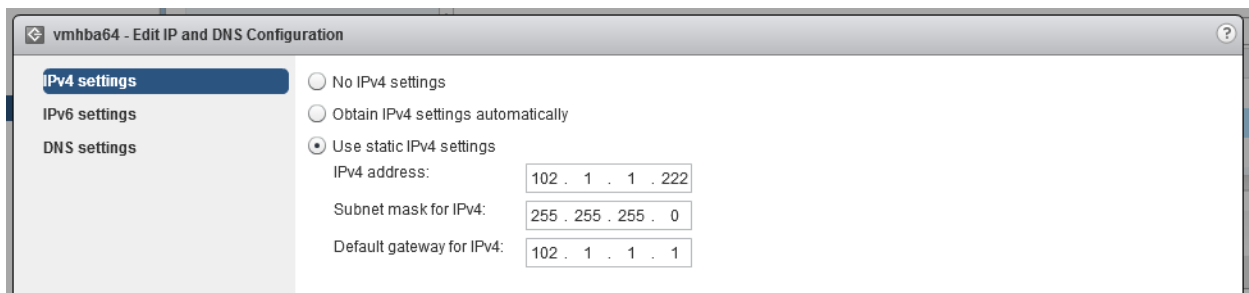 vmhba64 - Edit IP and DNS Configuration
?
IPv4 settings
IPv6 settings
DNS settings
No IPv4 settings
Obtain IPv4 settings automatically
Use static IPv4 settings
IPv4 address: 102 . 1 . 1 . 222
Subnet mask for IPv4: 255 . 255 . 255 . 0
Default gateway for IPv4: 102 . 1 . 1 . 1